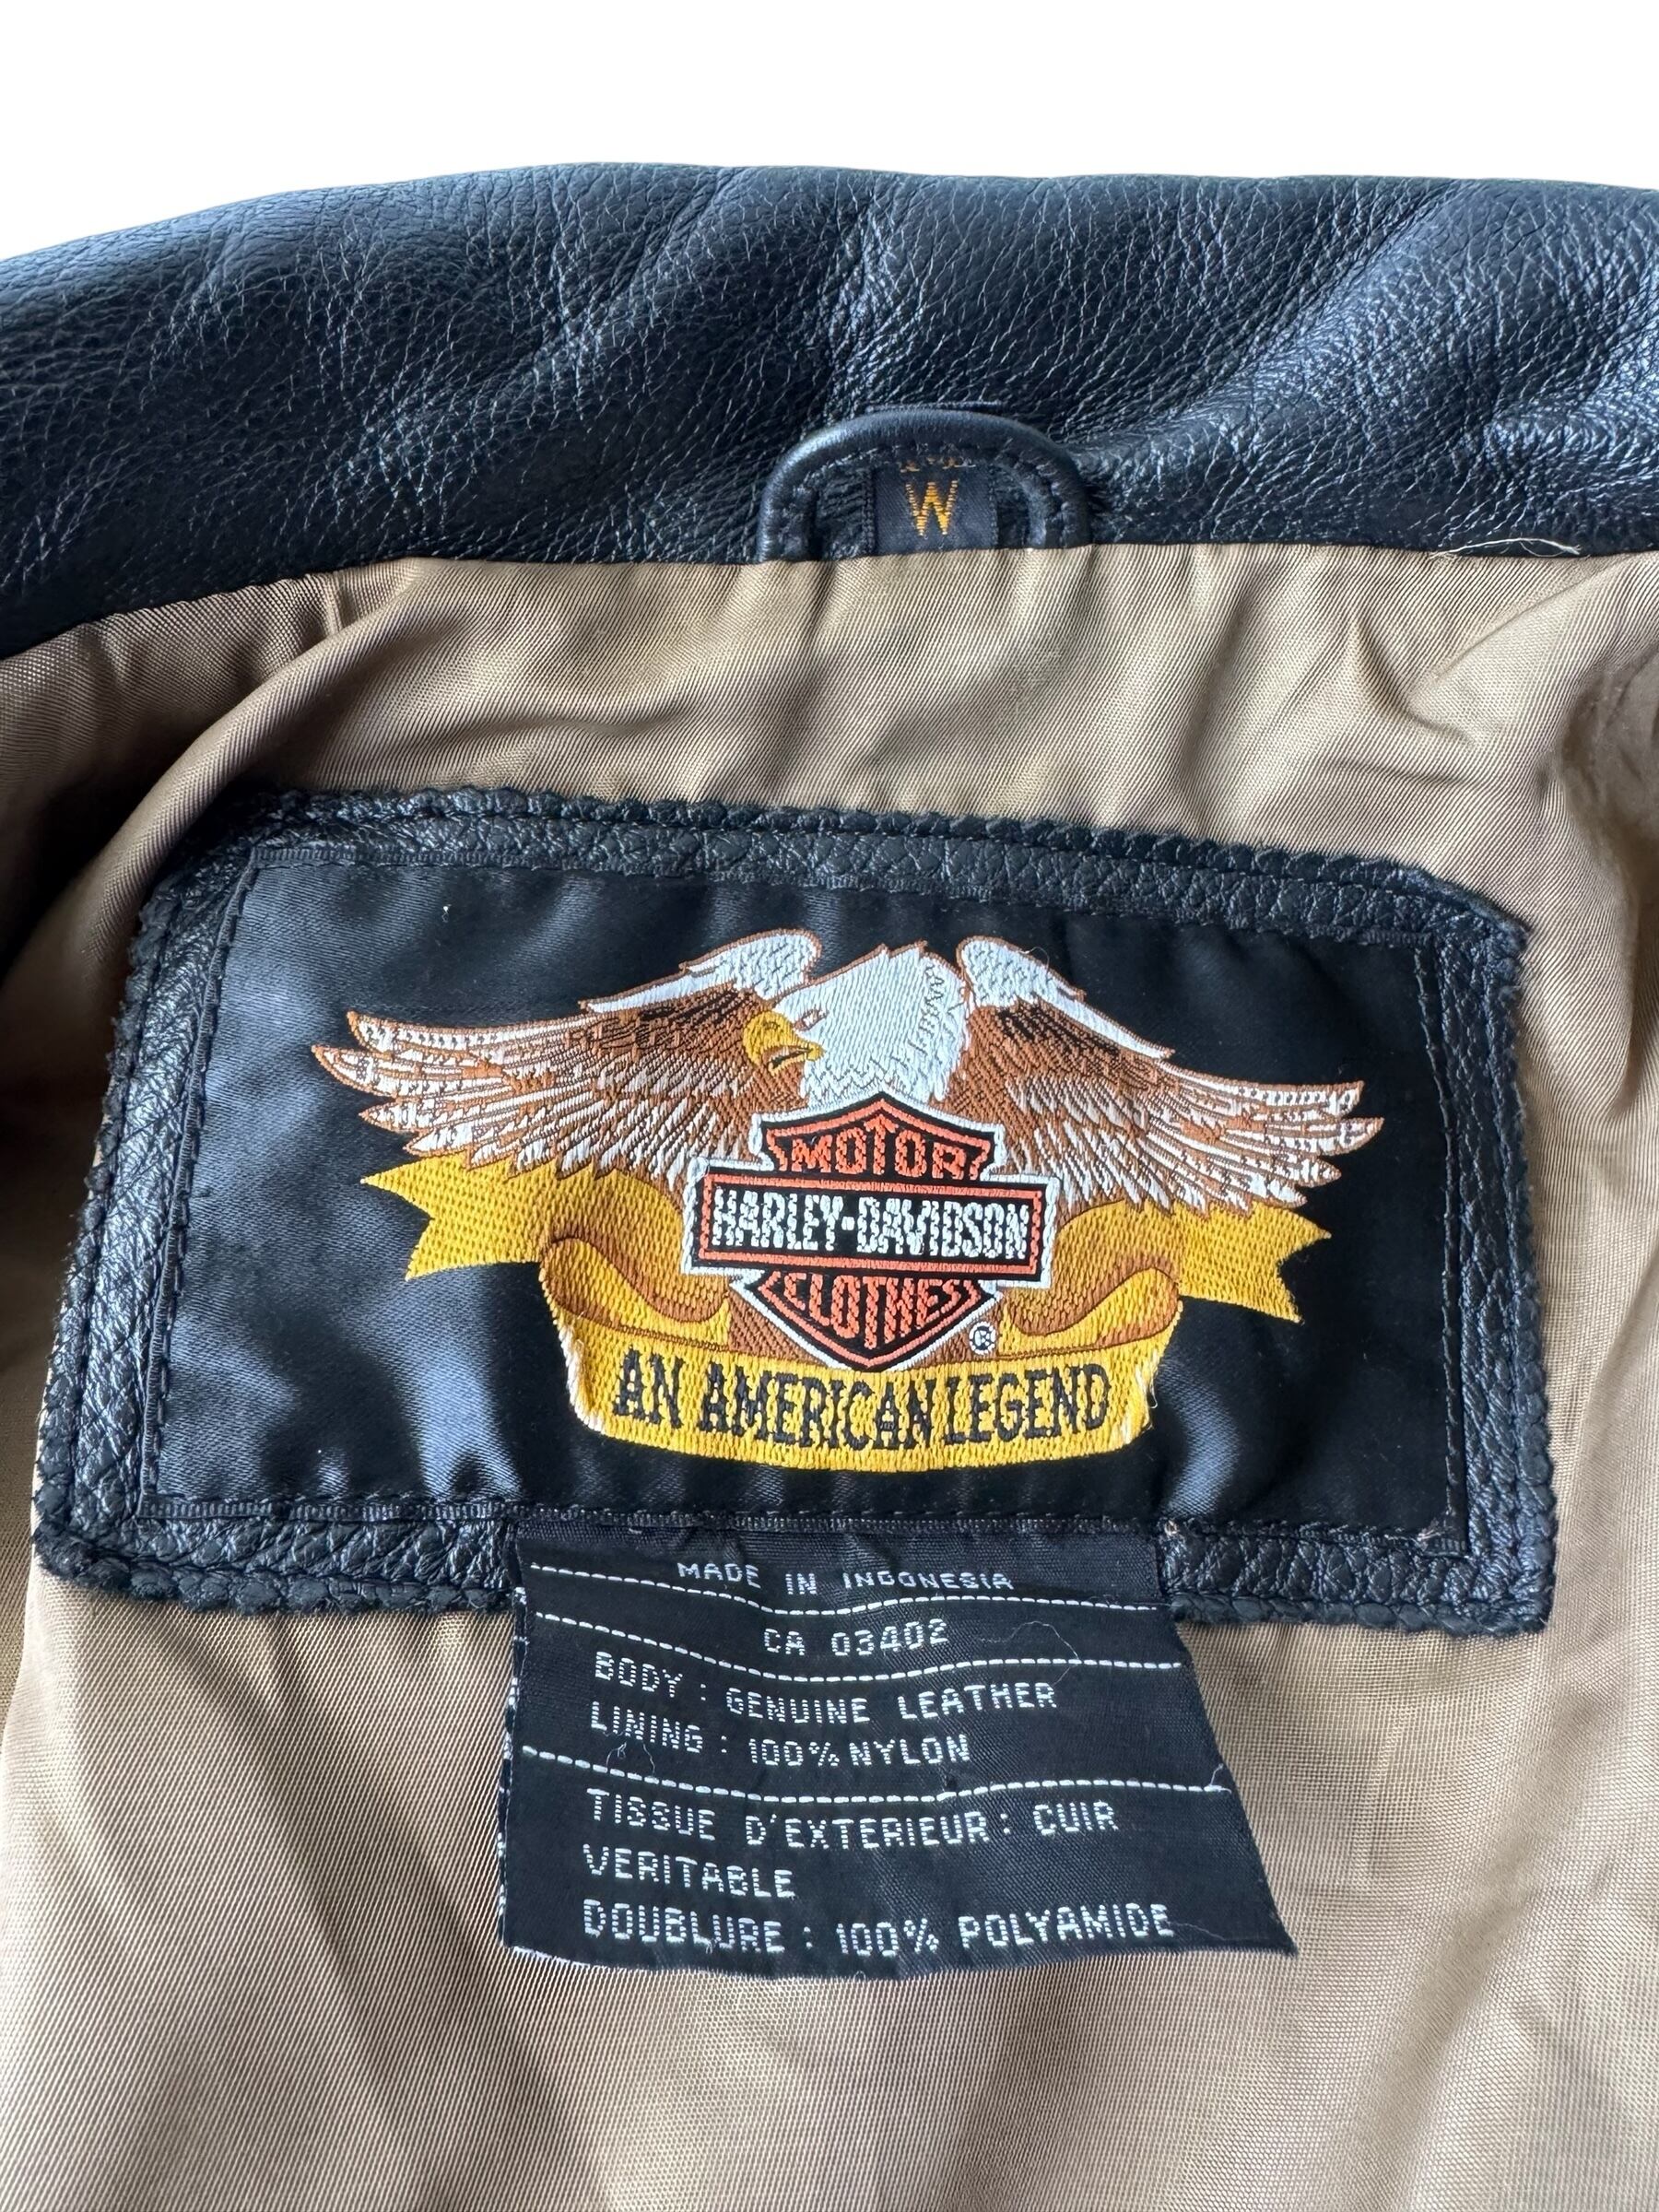 W
MOTOR
HARLEY-DAVIDSON
CLOTHES
®
AN AMERICAN LEGEND
MADE IN INDONESIA
CA 03402
BODY : GENUINE LEATHER
LINING : 100% NYLON
TISSUE D'EXTERIEUR : CUIR
VERITABLE
DOUBLURE : 100% POLYAMIDE